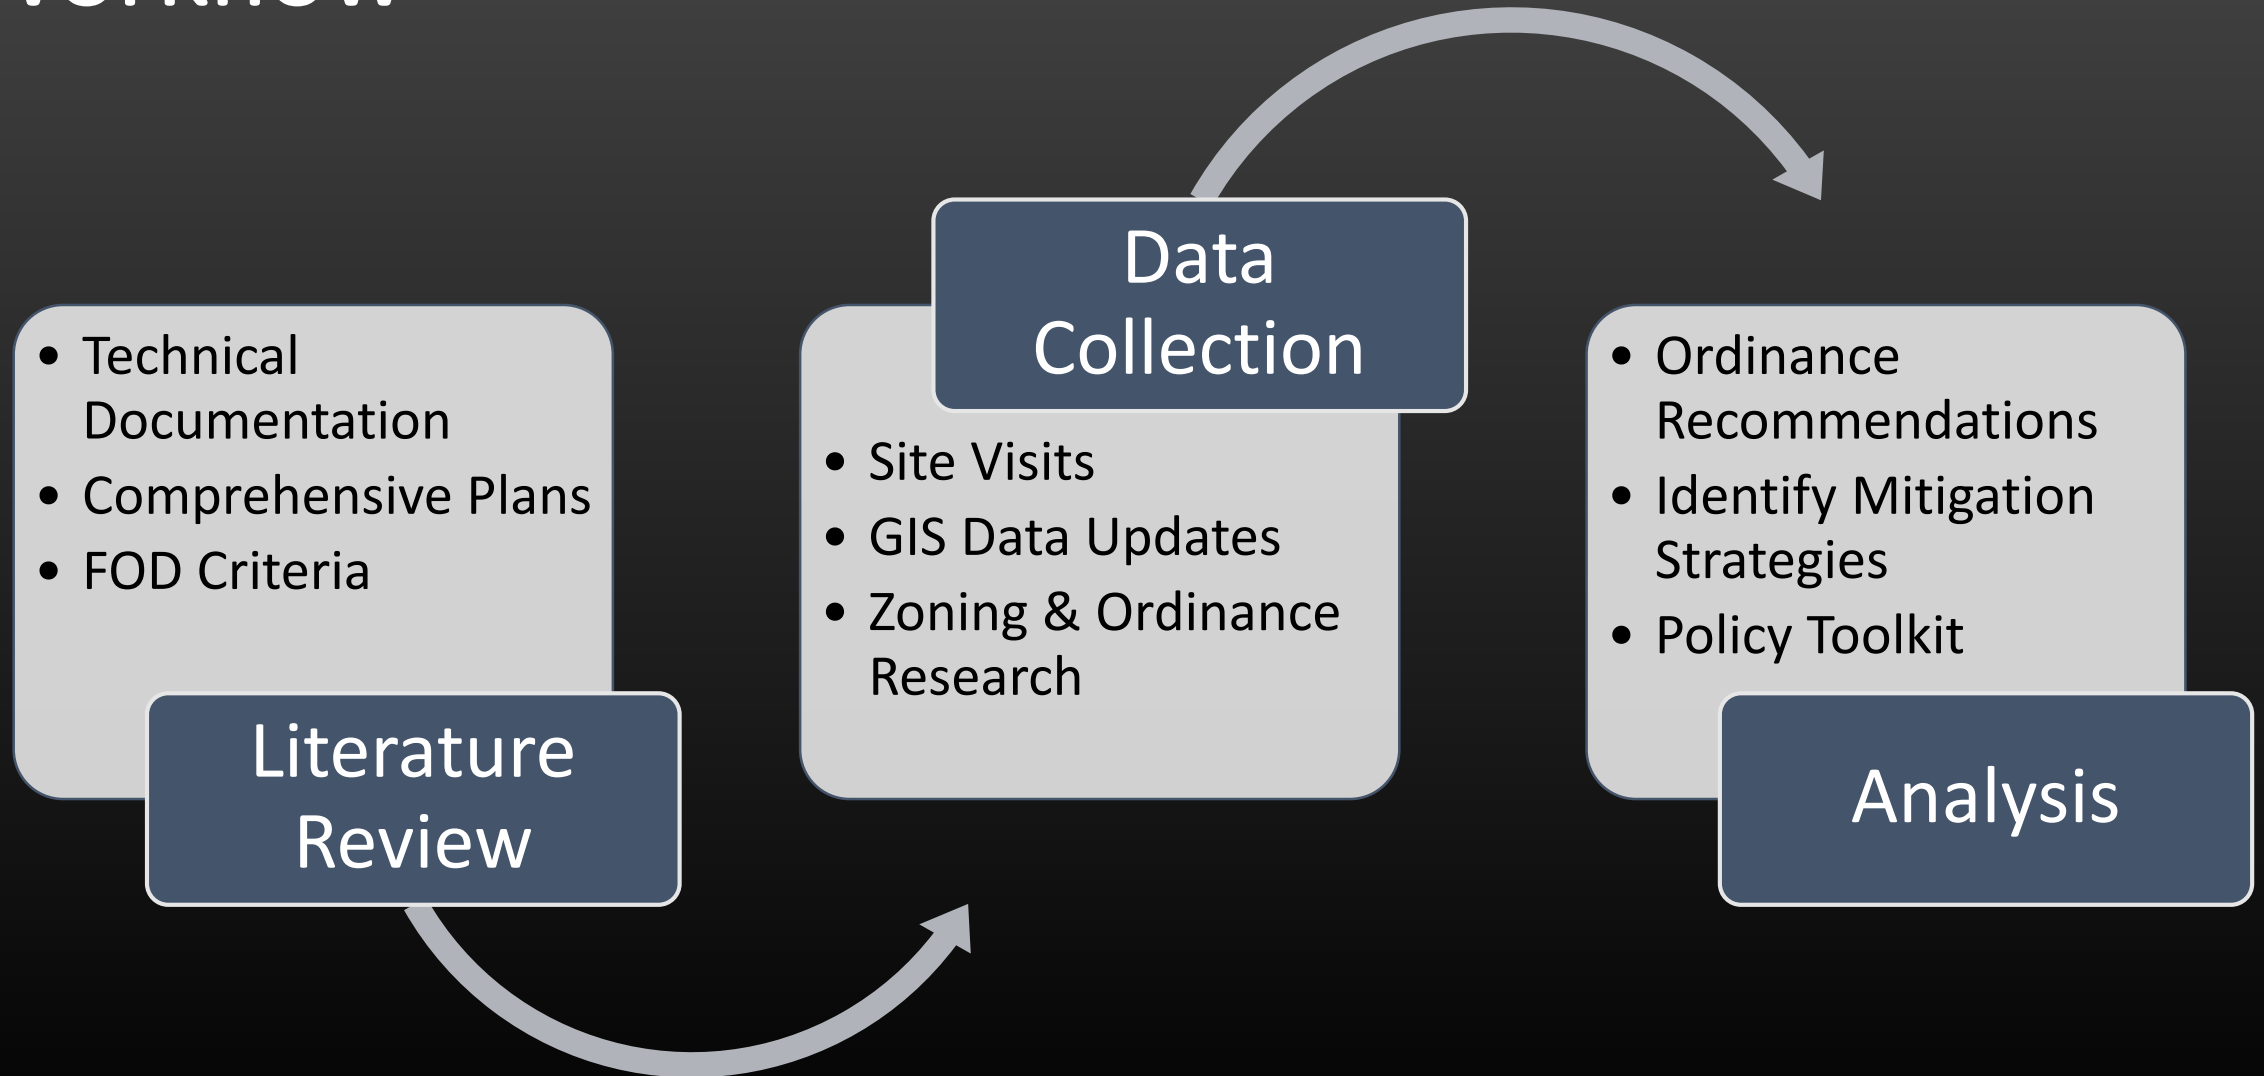 • Technical
Documentation
• Comprehensive Plans
• FOD Criteria
Literature
Review
Data
Collection
• Site Visits
• GIS Data Updates
• Zoning & Ordinance
Research
• Ordinance
Recommendations
• Identify Mitigation
Strategies
• Policy Toolkit
Analysis